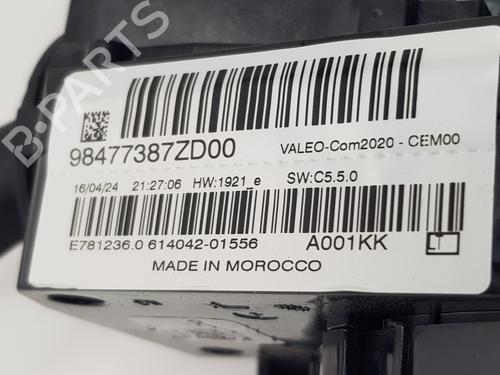 98477387ZD00
VALEO-Com2020 - CEM00
16/04/24 21:27:06 HW:1921_e SW:C5.5.0
E781236.0 614042-01556 A001KK
MADE IN MOROCCO
B-PARTS